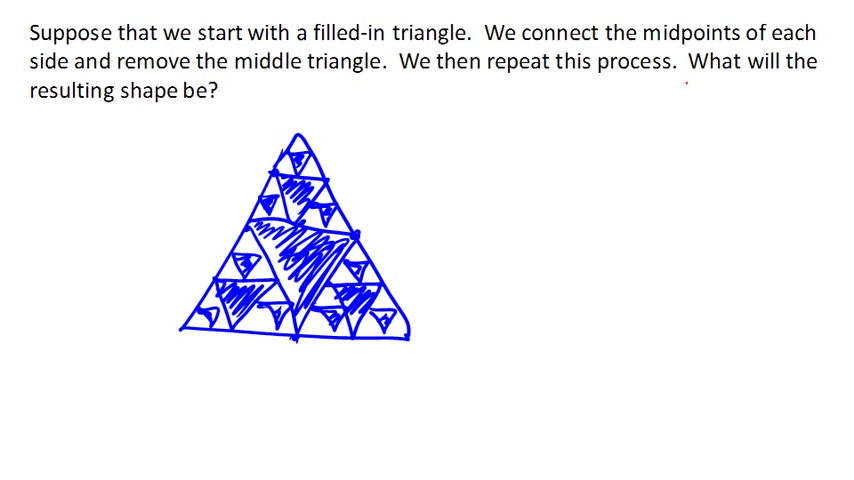 Suppose that we start with a filled-in triangle. We connect the midpoints of each
side and remove the middle triangle. We then repeat this process. What will the
resulting shape be?